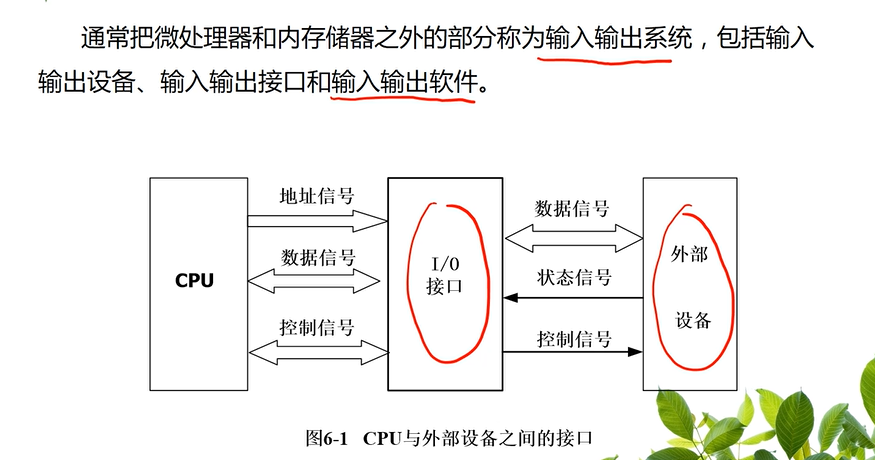 通常把微处理器和内存储器之外的部分称为输入输出系统，包括输入
输出设备、输入输出接口和输入输出软件。
地址信号
数据信号
数据信号
I/O
接口
外部
CPU
状态信号
设备
控制信号
控制信号
图6-1 CPU与外部设备之间的接口